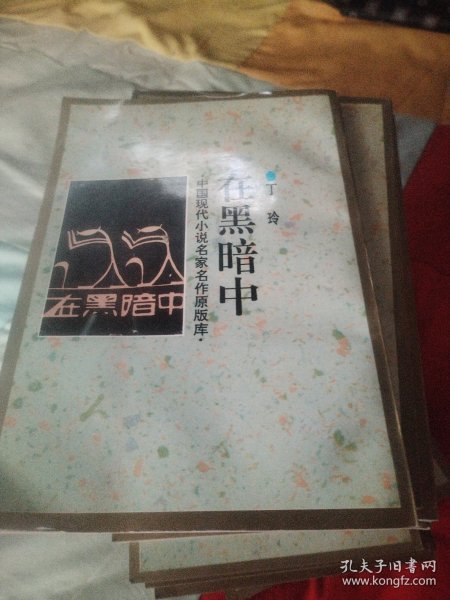 丁玲
在黑暗中
·中国现代小说名家名作原版库·
在黑暗中
孔夫子旧书网
www.kongfz.com